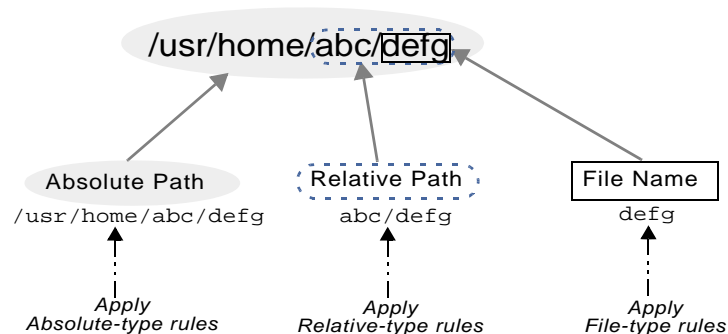 /usr/home/abc/defg
Absolute Path
Relative Path
File Name
/usr/home/abc/defg
abc/defg
defg
Apply
Absolute-type rules
Apply
Relative-type rules
Apply
File-type rules